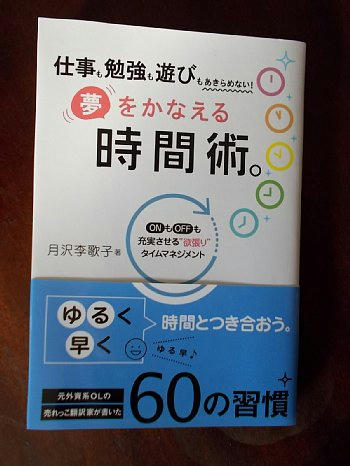 仕事も勉強も遊びもあきらめない!
夢をかなえる
時間術。
ONもOFFも
充実させる"欲張り"
タイムマネジメント
月沢李歌子 著
ゆるく
早く
時間とつき合おう。
ゆる早♪
元外資系OLの
売れっこ翻訳家が書いた
60の習慣